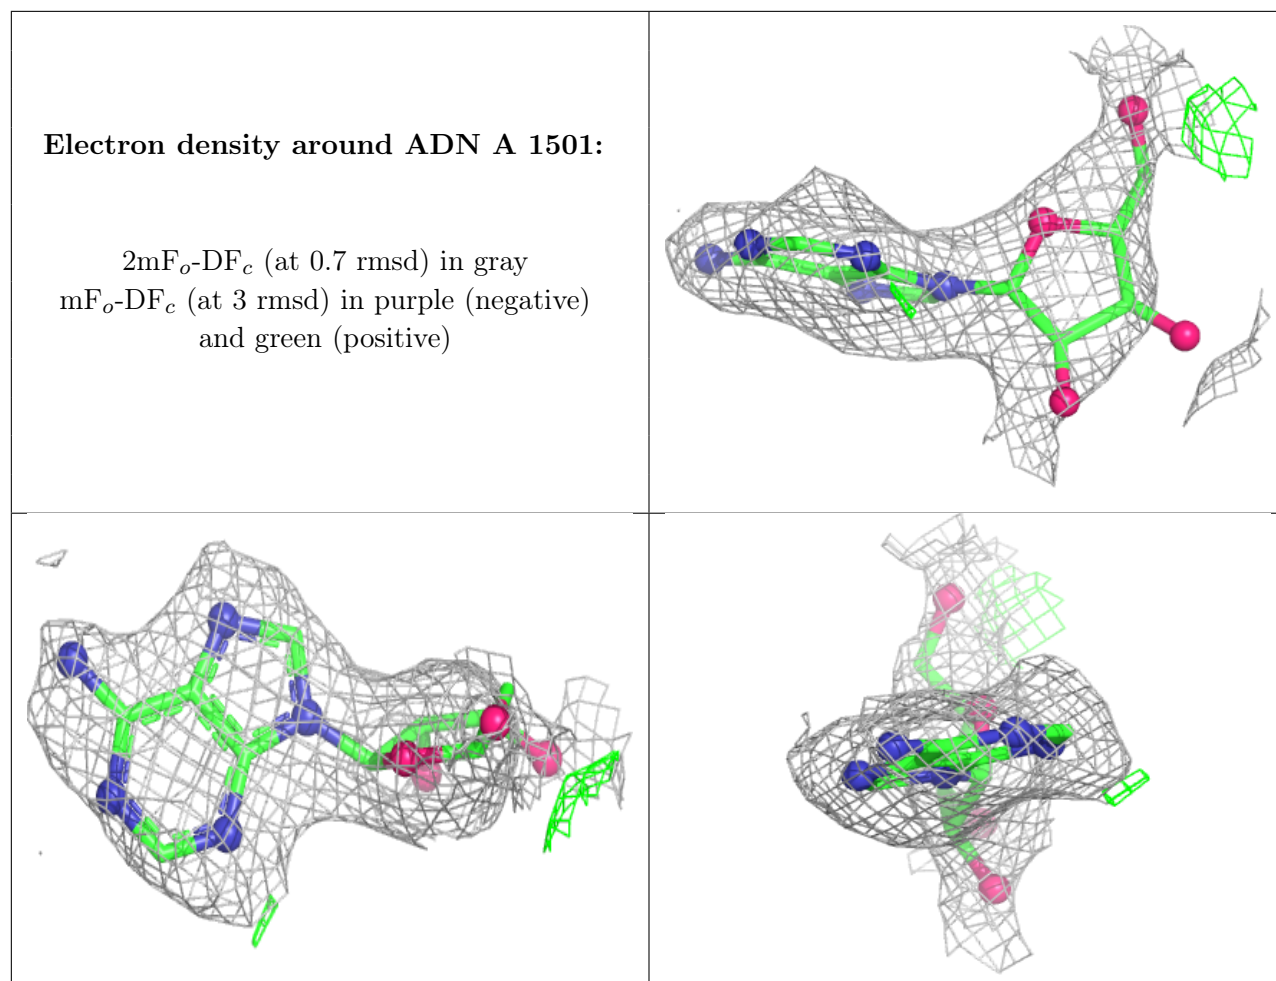 Electron density around ADN A 1501:
2mFo-DFc (at 0.7 rmsd) in gray
mFo-DFc (at 3 rmsd) in purple (negative)
and green (positive)